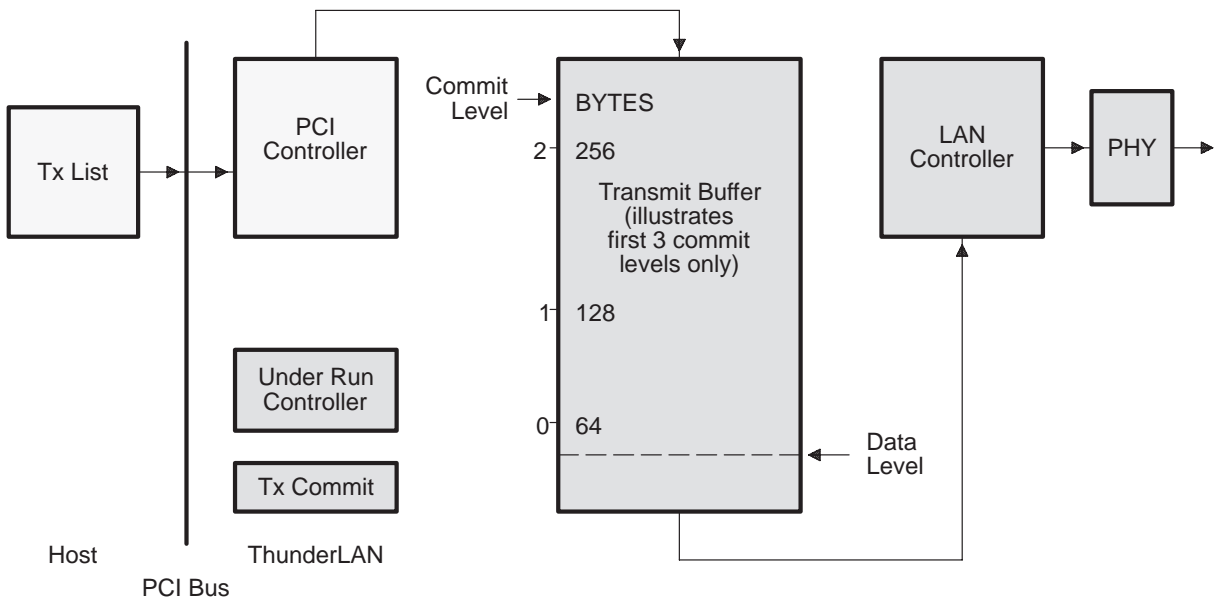 Tx List
PCI
Controller
Commit
Level
BYTES
2 256
Transmit Buffer
(illustrates
first 3 commit
levels only)
1 128
0 64
LAN
Controller
PHY
Under Run
Controller
Tx Commit
Data
Level
Host
ThunderLAN
PCI Bus